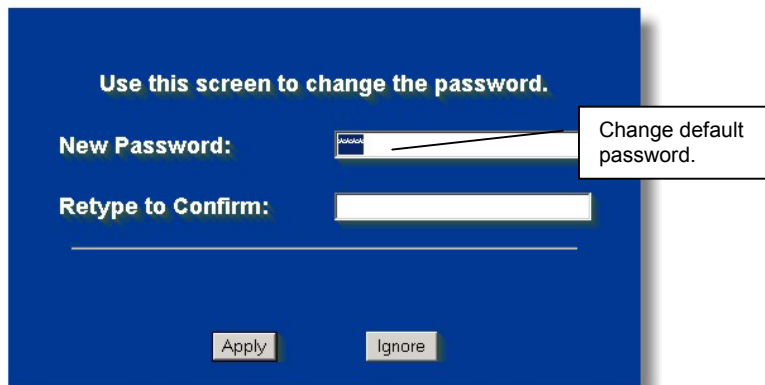 Use this screen to change the password.
New Password:
Change default
password.
Retype to Confirm:
Apply
Ignore